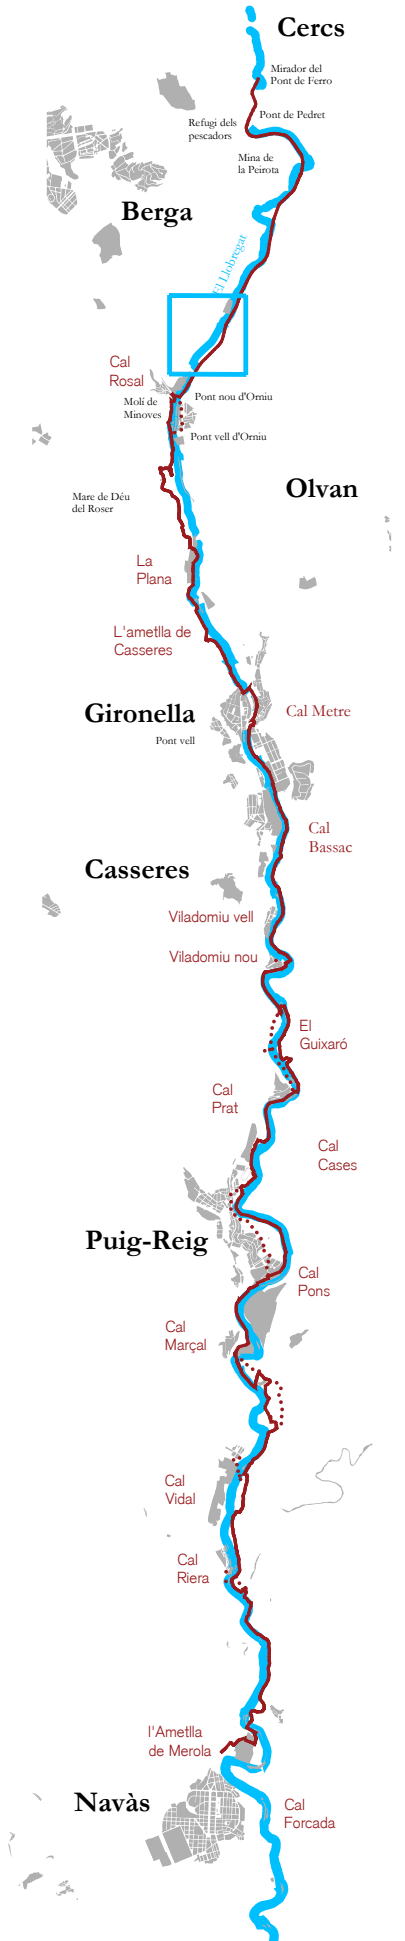 Cercs
Mirador del
Pont de Ferro
Pont de Pedret
Refugi dels
pescadors
Mina de
la Peirota
Berga
El Llobregat
Cal
Rosal
Pont nou d'Orniu
Molí de
Minoves
Pont vell d'Orniu
Olvan
Mare de Déu
del Roser
La
Plana
L'ametlla de
Casseres
Gironella
Cal Metre
Pont vell
Cal
Bassac
Casseres
Viladomiu vell
Viladomiu nou
El
Guixaró
Cal
Prat
Cal
Cases
Puig-Reig
Cal
Pons
Cal
Marçal
Cal
Vidal
Cal
Riera
l'Ametlla
de Merola
Navàs
Cal
Forcada